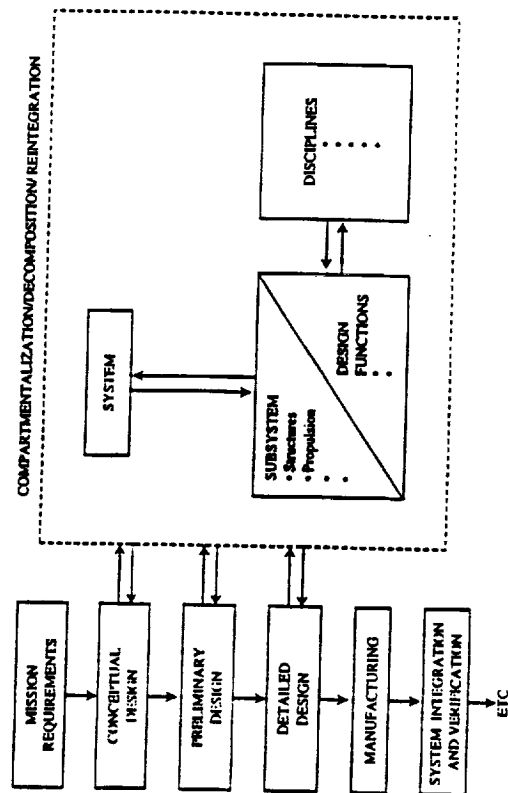 COMPARTMENTALIZATION/DECOMPOSITION/ REINTEGRATION
MISSION
REQUIREMENTS
CONCEPTUAL
DESIGN
PRELIMINARY
DESIGN
DETAILED
DESIGN
MANUFACTURING
SYSTEM INTEGRATION
AND VERIFICATION
ETC
SYSTEM
SUBSYSTEM
• Structures
• Propulsion
•
•
DESIGN
FUNCTIONS
•
•
DISCIPLINES
•
•
•
•
•